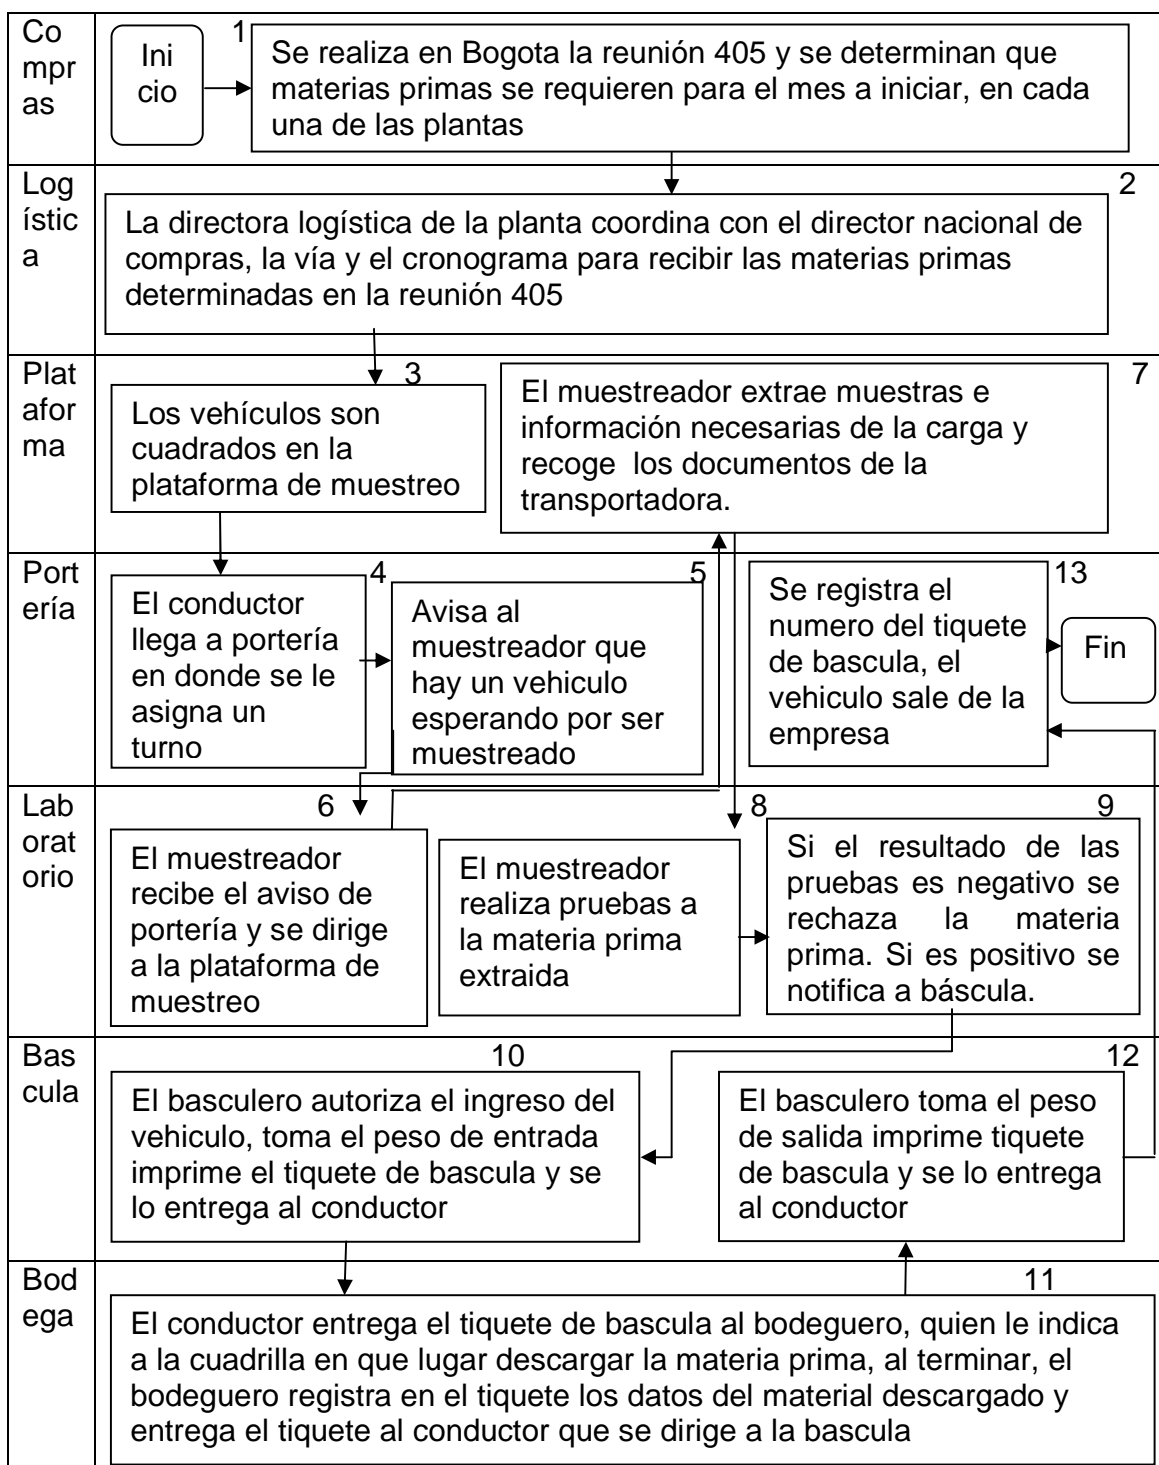 Co
mpr
as
Ini
cio
1
Se realiza en Bogota la reunión 405 y se determinan que
materias primas se requieren para el mes a iniciar, en cada
una de las plantas
Log
ístic
a
2
La directora logística de la planta coordina con el director nacional de
compras, la vía y el cronograma para recibir las materias primas
determinadas en la reunión 405
Plat
afor
ma
3
Los vehículos son
cuadrados en la
plataforma de muestreo
7
El muestreador extrae muestras e
información necesarias de la carga y
recoge los documentos de la
transportadora.
Port
ería
4
El conductor
llega a portería
en donde se le
asigna un
turno
5
Avisa al
muestreador que
hay un vehiculo
esperando por ser
muestreado
13
Se registra el
numero del tiquete
de bascula, el
vehiculo sale de la
empresa
Fin
Lab
orat
orio
6
El muestreador
recibe el aviso de
portería y se dirige
a la plataforma de
muestreo
8
El muestreador
realiza pruebas a
la materia prima
extraida
9
Si el resultado de las
pruebas es negativo se
rechaza la materia
prima. Si es positivo se
notifica a báscula.
Bas
cula
10
El basculero autoriza el ingreso del
vehiculo, toma el peso de entrada
imprime el tiquete de bascula y se
lo entrega al conductor
12
El basculero toma el peso
de salida imprime tiquete
de bascula y se lo entrega
al conductor
Bod
ega
11
El conductor entrega el tiquete de bascula al bodeguero, quien le indica
a la cuadrilla en que lugar descargar la materia prima, al terminar, el
bodeguero registra en el tiquete los datos del material descargado y
entrega el tiquete al conductor que se dirige a la bascula